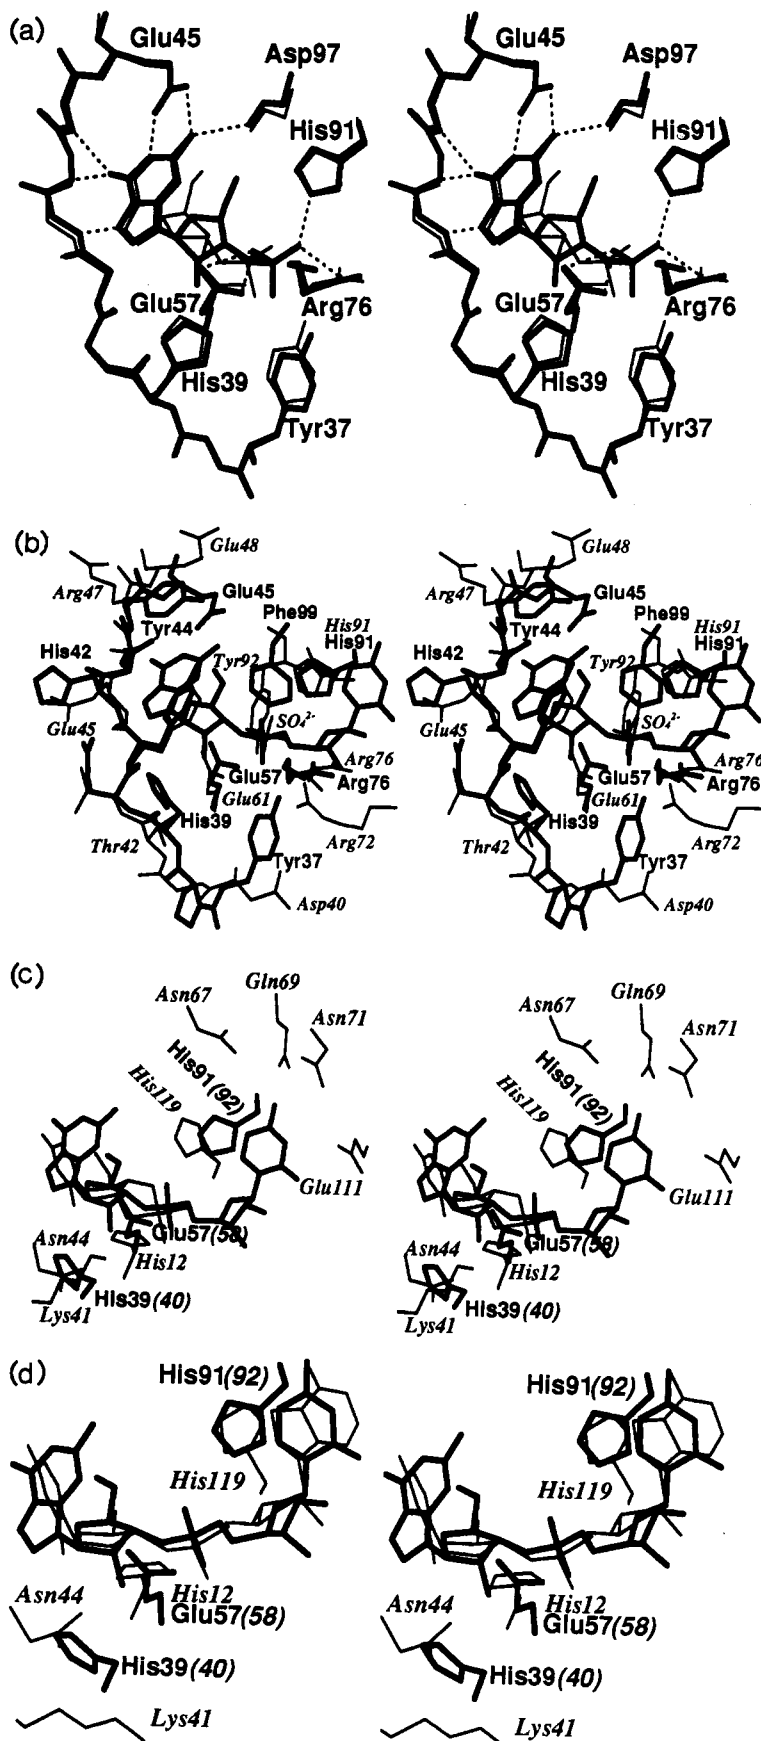 (a)
Glu45
Asp97
His91
Glu57
Arg76
His39
Tyr37
Glu45
Asp97
His91
Glu57
Arg76
His39
Tyr37
(b)
Glu48
Arg47
Glu45
Tyr44
Phe99
His91
His91
His42
Tyr92
Glu45
SO₄²⁻
Glu57
Arg76
Arg76
Glu61
His39
Thr42
Arg72
Tyr37
Asp40
Glu48
Arg47
Glu45
Tyr44
Phe99
His91
His91
His42
Tyr92
Glu45
SO₄²⁻
Glu57
Arg76
Arg76
Glu61
His39
Thr42
Arg72
Tyr37
Asp40
(c)
Asn67
Gln69
Asn71
His91(92)
His119
Glu111
Glu57(58)
Asn44
His12
His39(40)
Lys41
Asn67
Gln69
Asn71
His91(92)
His119
Glu111
Glu57(58)
Asn44
His12
His39(40)
Lys41
(d)
His91(92)
His119
His12
Asn44
Glu57(58)
His39(40)
Lys41
His91(92)
His119
His12
Asn44
Glu57(58)
His39(40)
Lys41